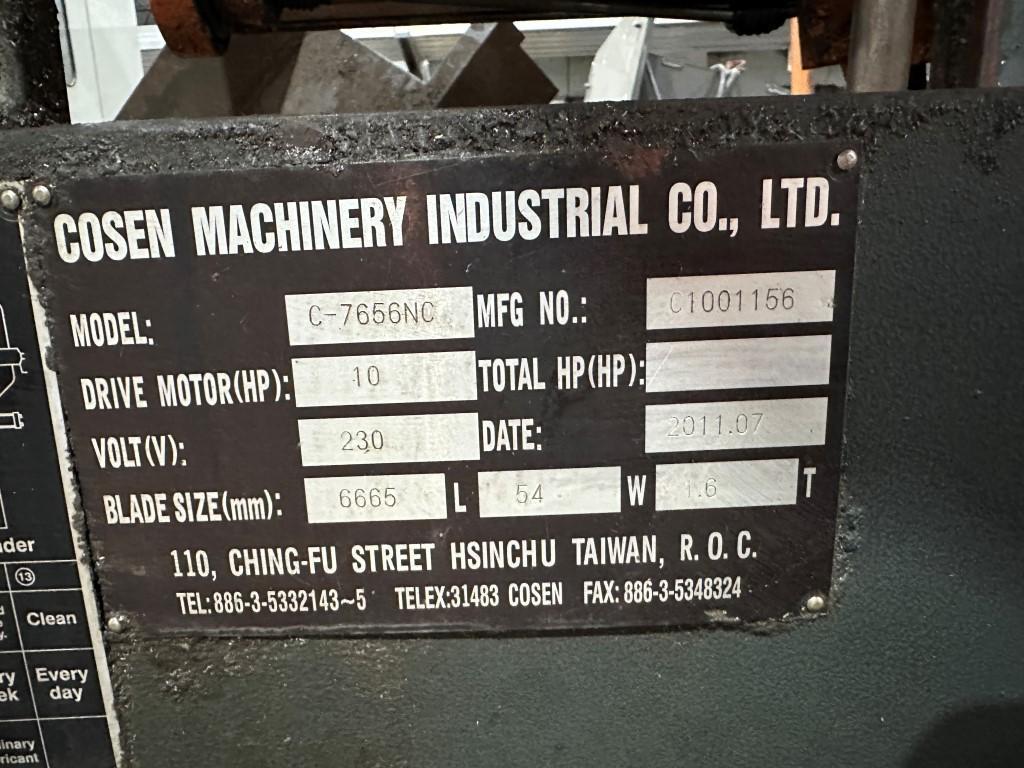 COSEN MACHINERY INDUSTRIAL CO., LTD.
MODEL: C-7656NC MFG NO.: C1001156
DRIVE MOTOR(HP): 10 TOTAL HP(HP):
VOLT(V): 230 DATE: 2011.07
BLADE SIZE(mm): 6665 L 54 W 1.6 T
110, CHING-FU STREET HSINCHU TAIWAN, R. O. C.
TEL:886-3-5332143~5 TELEX:31483 COSEN FAX:886-3-5348324
13
Clean
Every
day